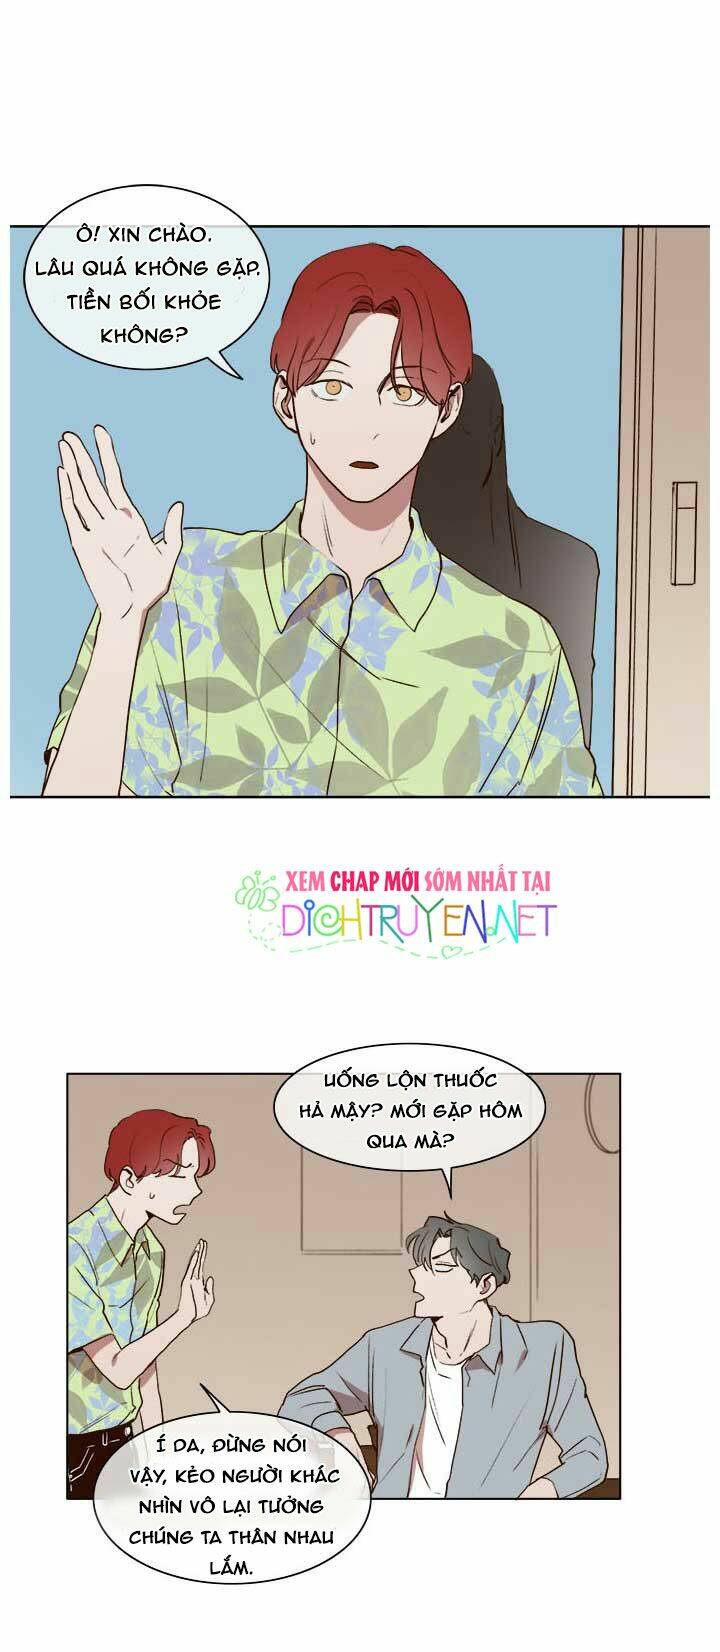 Ô! XIN CHÀO.
LÂU QUÁ KHÔNG GẶP.
TIỀN BỐI KHỎE
KHÔNG?
XEM CHAP MỚI SỚM NHẤT TẠI
DICHTRUYEN.NET
UỐNG LỘN THUỐC
HẢ MẬY? MỚI GẶP HÔM
QUA MÀ?
Í DA, ĐỪNG NÓI
VẬY, KẺO NGƯỜI KHÁC
NHÌN VÔ LẠI TƯỞNG
CHÚNG TA THÂN NHAU
LẮM.